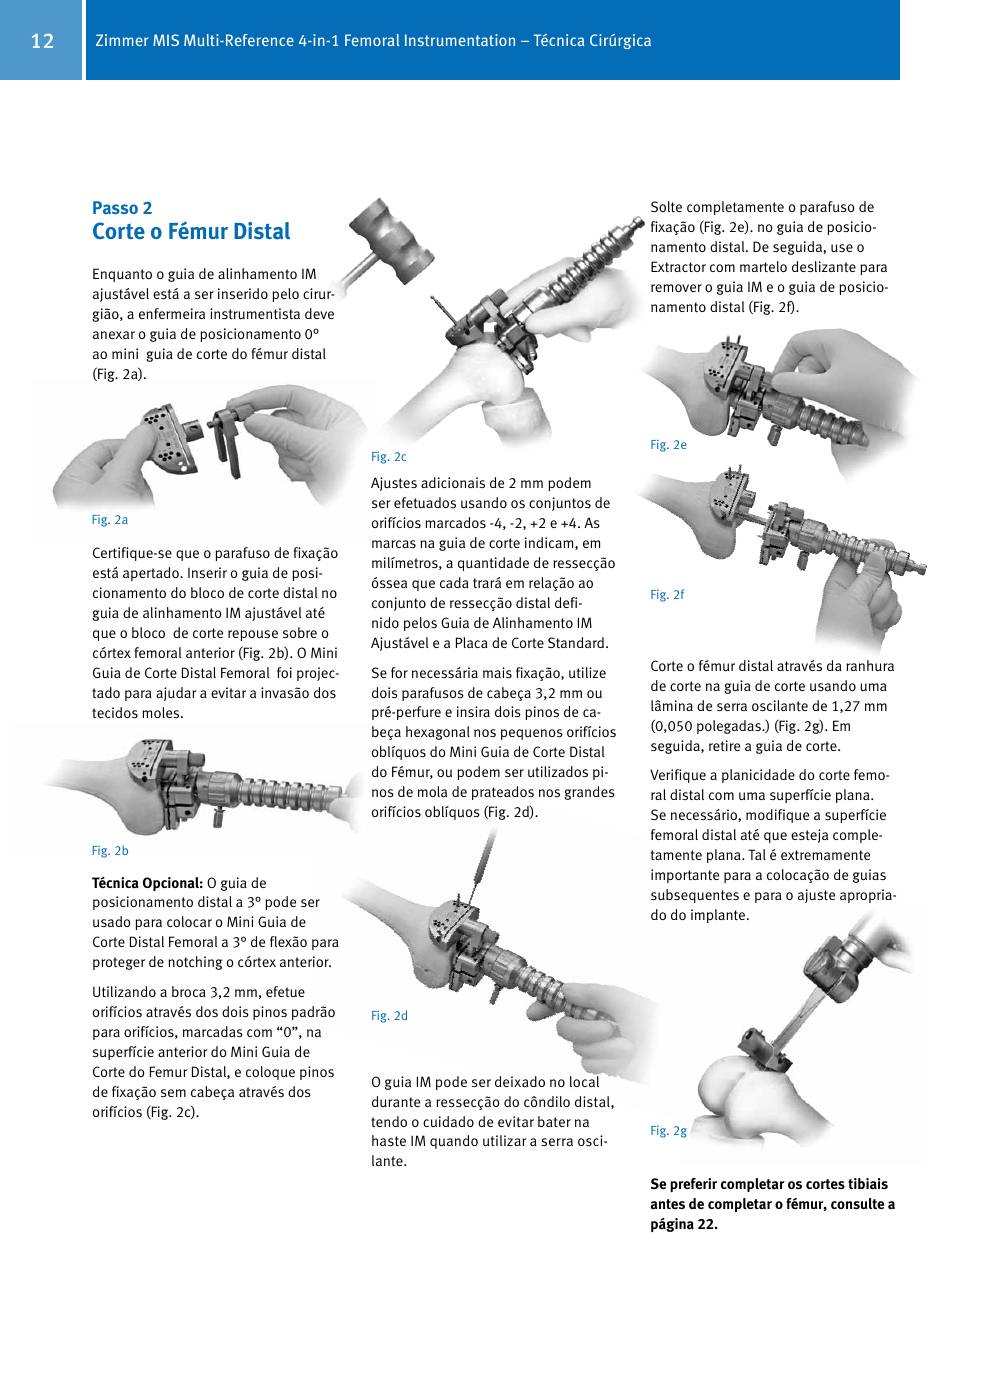 12
Zimmer MIS Multi-Reference 4-in-1 Femoral Instrumentation – Técnica Cirúrgica
Passo 2
Corte o Fémur Distal
Enquanto o guia de alinhamento IM
ajustável está a ser inserido pelo cirur-
gião, a enfermeira instrumentista deve
anexar o guia de posicionamento 0°
ao mini  guia de corte do fémur distal
(Fig. 2a).
Fig. 2a
Certifique-se que o parafuso de fixação
está apertado. Inserir o guia de posi-
cionamento do bloco de corte distal no
guia de alinhamento IM ajustável até
que o bloco  de corte repouse sobre o
córtex femoral anterior (Fig. 2b). O Mini
Guia de Corte Distal Femoral  foi projec-
tado para ajudar a evitar a invasão dos
tecidos moles.
Fig. 2b
Técnica Opcional: O guia de
posicionamento distal a 3° pode ser
usado para colocar o Mini Guia de
Corte Distal Femoral a 3° de flexão para
proteger de notching o córtex anterior.
Utilizando a broca 3,2 mm, efetue
orifícios através dos dois pinos padrão
para orifícios, marcadas com “0”, na
superfície anterior do Mini Guia de
Corte do Femur Distal, e coloque pinos
de fixação sem cabeça através dos
orifícios (Fig. 2c).
Fig. 2c
Ajustes adicionais de 2 mm podem
ser efetuados usando os conjuntos de
orifícios marcados -4, -2, +2 e +4. As
marcas na guia de corte indicam, em
milímetros, a quantidade de ressecção
óssea que cada trará em relação ao
conjunto de ressecção distal defi-
nido pelos Guia de Alinhamento IM
Ajustável e a Placa de Corte Standard.
Se for necessária mais fixação, utilize
dois parafusos de cabeça 3,2 mm ou
pré-perfure e insira dois pinos de ca-
beça hexagonal nos pequenos orifícios
oblíquos do Mini Guia de Corte Distal
do Fémur, ou podem ser utilizados pi-
nos de mola de prateados nos grandes
orifícios oblíquos (Fig. 2d).
Fig. 2d
O guia IM pode ser deixado no local
durante a ressecção do côndilo distal,
tendo o cuidado de evitar bater na
haste IM quando utilizar a serra osci-
lante.
Solte completamente o parafuso de
fixação (Fig. 2e). no guia de posicio-
namento distal. De seguida, use o
Extractor com martelo deslizante para
remover o guia IM e o guia de posicio-
namento distal (Fig. 2f).
Fig. 2e
Fig. 2f
Corte o fémur distal através da ranhura
de corte na guia de corte usando uma
lâmina de serra oscilante de 1,27 mm
(0,050 polegadas.) (Fig. 2g). Em
seguida, retire a guia de corte.
Verifique a planicidade do corte femo-
ral distal com uma superfície plana.
Se necessário, modifique a superfície
femoral distal até que esteja comple-
tamente plana. Tal é extremamente
importante para a colocação de guias
subsequentes e para o ajuste apropria-
do do implante.
Fig. 2g
Se preferir completar os cortes tibiais
antes de completar o fémur, consulte a
página 22.